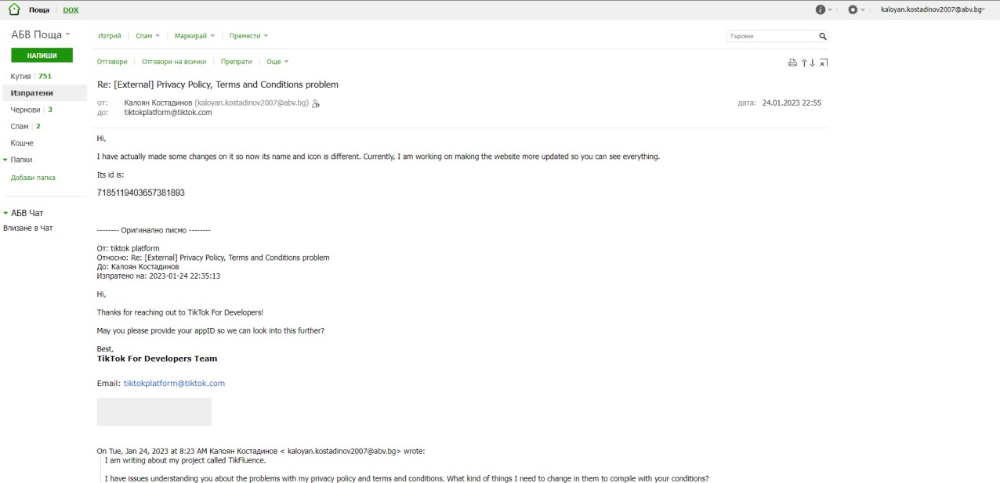 Поща DOX kaloyan.kostadinov2007@abv.bg
АБВ Поща Изтрий Спам Маркирай Премести Търсене
НАПИШИ Отговори Отговори на всички Препрати Още
Кутия 751
Изпратени
Чернови 3
Спам 2
Кошче
Папки
Добави папка
АБВ Чат
Влизане в Чат
Re: [External] Privacy Policy, Terms and Conditions problem
от: Калоян Костадинов (kaloyan.kostadinov2007@abv.bg) дата: 24.01.2023 22:55
до: tiktokplatform@tiktok.com
Hi,
I have actually made some changes on it so now its name and icon is different. Currently, I am working on making the website more updated so you can see everything.
Its id is:
7185119403657381893
-------- Оригинално писмо --------
От: tiktok platform
Относно: Re: [External] Privacy Policy, Terms and Conditions problem
До: Калоян Костадинов
Изпратено на: 2023-01-24 22:35:13
Hi,
Thanks for reaching out to TikTok For Developers!
May you please provide your appID so we can look into this further?
Best,
TikTok For Developers Team
Email: tiktokplatform@tiktok.com
On Tue, Jan 24, 2023 at 8:23 AM Калоян Костадинов < kaloyan.kostadinov2007@abv.bg> wrote:
I am writing about my project called TikFluence.
I have issues understanding you about the problems with my privacy policy and terms and conditions. What kind of things I need to change in them to compile with your conditions?